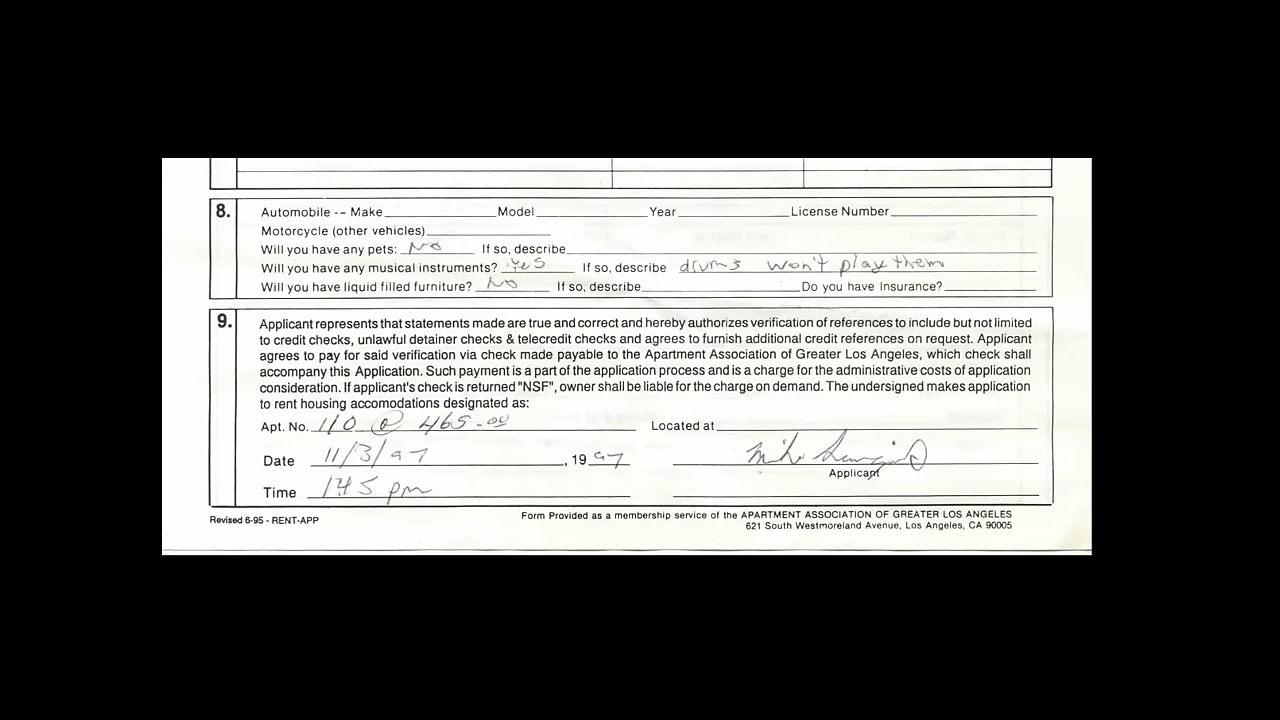 8. Automobile -- Make Model Year License Number
Motorcycle (other vehicles)
Will you have any pets: No If so, describe
Will you have any musical instruments? Yes If so, describe drums won't play them
Will you have liquid filled furniture? No If so, describe Do you have Insurance?
9. Applicant represents that statements made are true and correct and hereby authorizes verification of references to include but not limited
to credit checks, unlawful detainer checks & telecredit checks and agrees to furnish additional credit references on request. Applicant
agrees to pay for said verification via check made payable to the Apartment Association of Greater Los Angeles, which check shall
accompany this Application. Such payment is a part of the application process and is a charge for the administrative costs of application
consideration. If applicant's check is returned "NSF", owner shall be liable for the charge on demand. The undersigned makes application
to rent housing accomodations designated as:
Apt. No. 110 @ 465.00 Located at
Date 11/3/97, 1997 Mike
Applicant
Time 1:45 pm
Revised 6-95 - RENT-APP
Form Provided as a membership service of the APARTMENT ASSOCIATION OF GREATER LOS ANGELES
621 South Westmoreland Avenue, Los Angeles, CA 90005